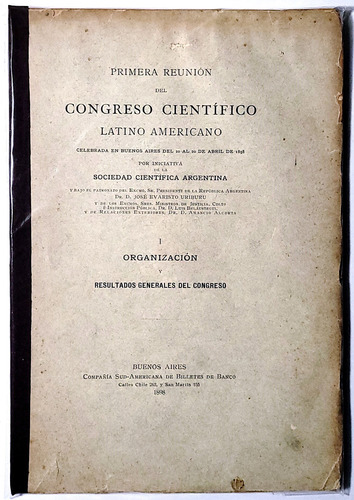 PRIMERA REUNIÓN
DEL
CONGRESO CIENTÍFICO
LATINO AMERICANO
CELEBRADA EN BUENOS AIRES DEL 10 AL 20 DE ABRIL DE 1898
POR INICIATIVA
DE LA
SOCIEDAD CIENTÍFICA ARGENTINA
Y BAJO EL PATRONATO DEL EXCMO. SR. PRESIDENTE DE LA REPÚBLICA ARGENTINA
DR. D. JOSÉ EVARISTO URIBURU
Y DE LOS EXCMOS. SRES. MINISTROS DE JUSTICIA, CULTO
É INSTRUCCIÓN PÚBLICA, DR. D. LUIS BELÁUSTEGUI,
Y DE RELACIONES EXTERIORES, DR. D. AMANCIO ALCORTA
I
ORGANIZACIÓN
Y
RESULTADOS GENERALES DEL CONGRESO
BUENOS AIRES
COMPAÑÍA SUD-AMERICANA DE BILLETES DE BANCO
Calles Chile 263, y San Martín 155
1898